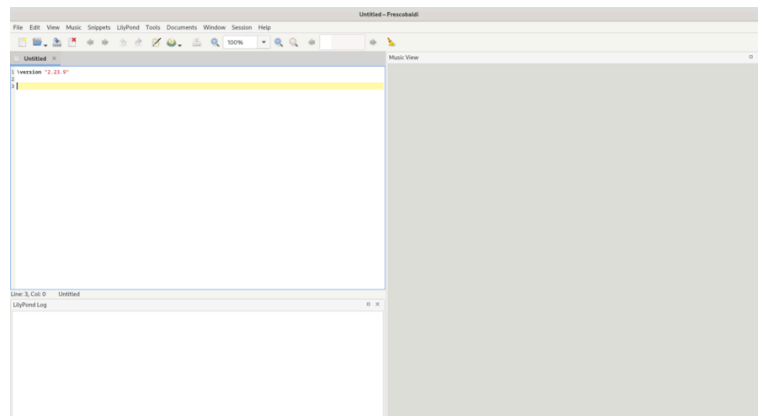 Untitled – Frescobaldi
File Edit View Music Snippets LilyPond Tools Documents Window Session Help
100%
Untitled
Music View
1 \version "2.23.9"
2
3
Line: 3, Col: 0 Untitled
LilyPond Log